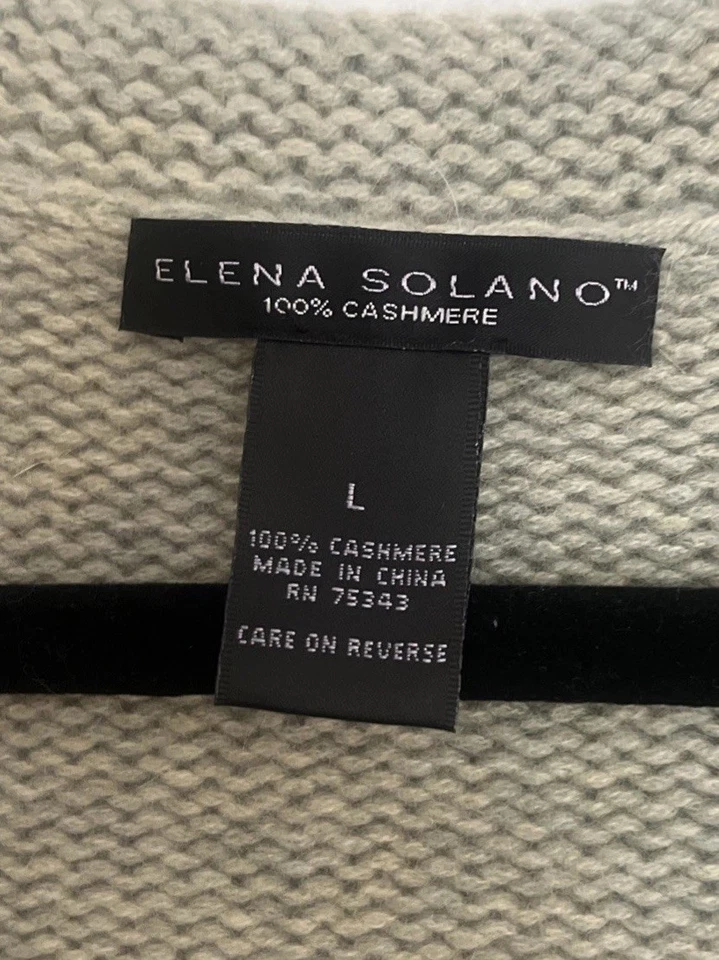 ELENA SOLANO™
100% CASHMERE
L
100% CASHMERE
MADE IN CHINA
RN 75343
CARE ON REVERSE